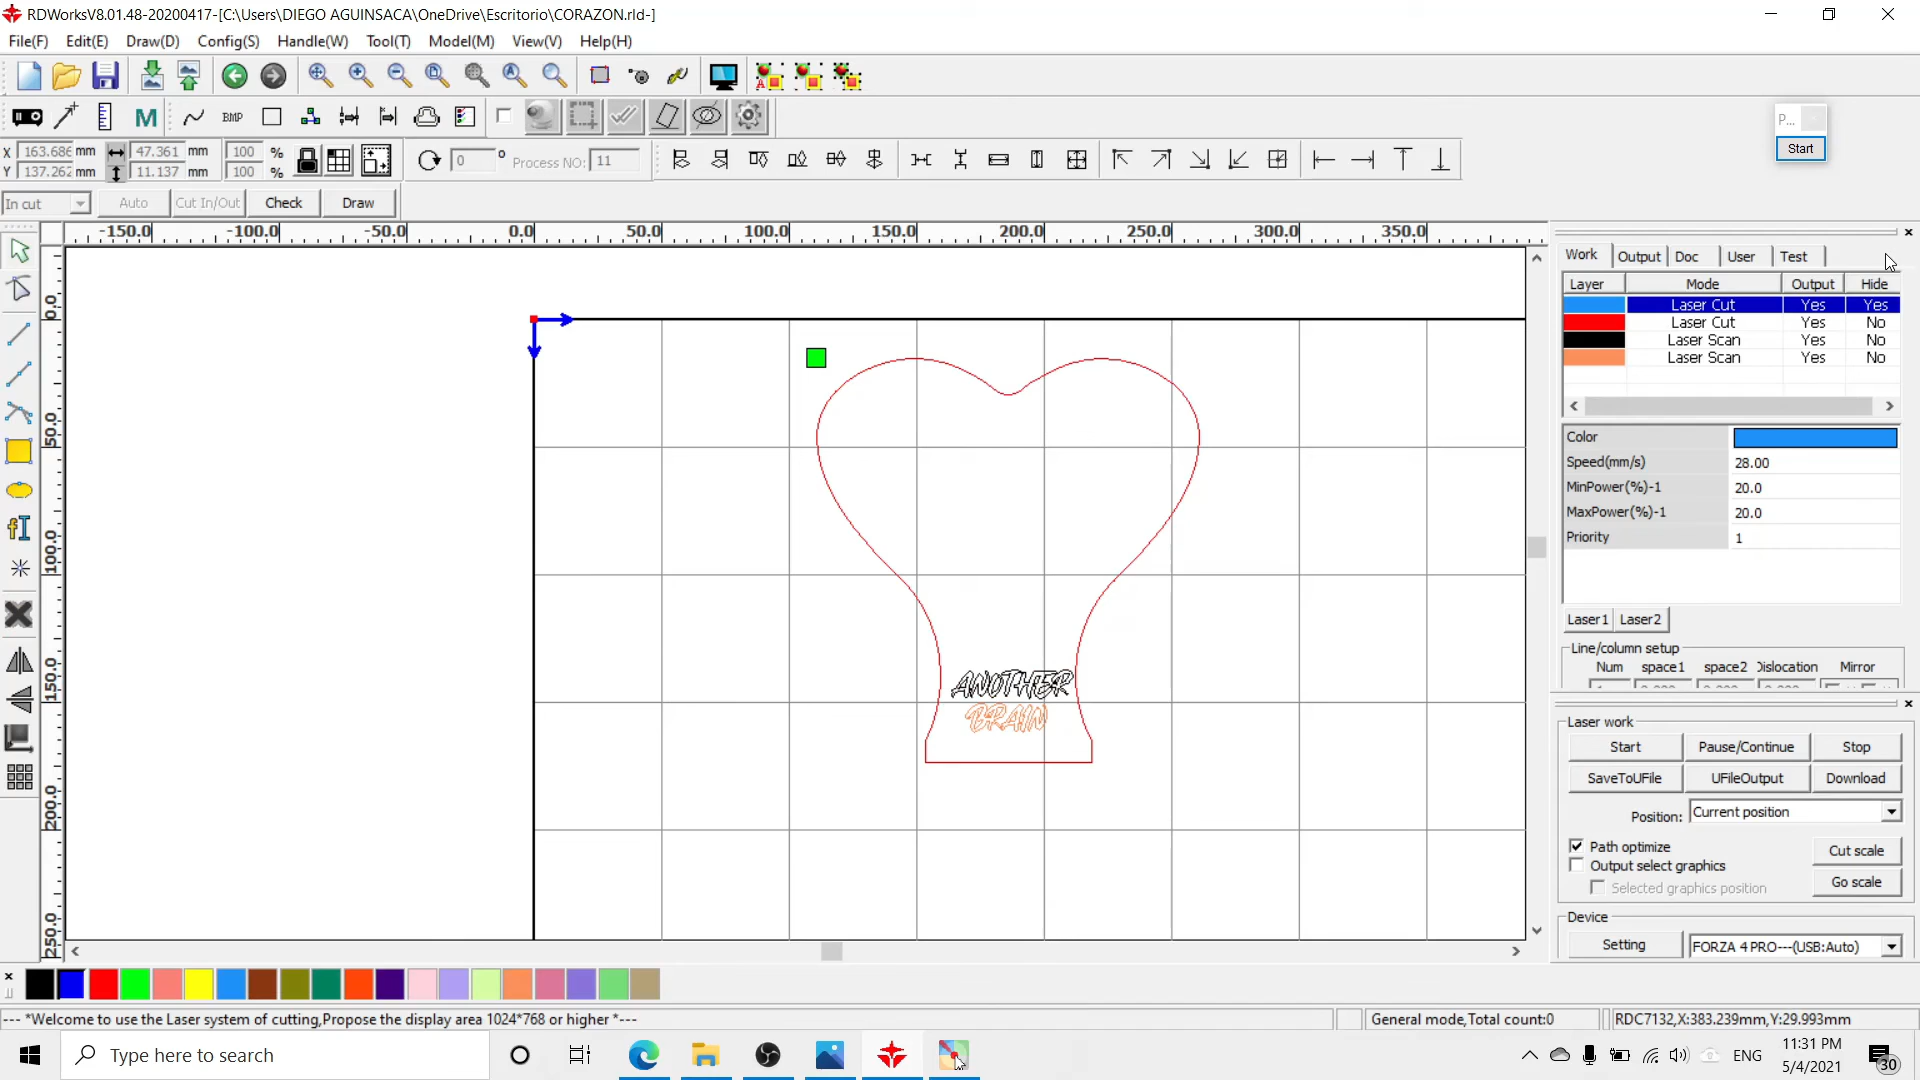 RDWorksV8.01.48-20200417-[C:\Users\DIEGO AGUINSACA\OneDrive\Escritorio\CORAZON.rld-]
File(F) Edit(E) Draw(D) Config(S) Handle(W) Tool(T) Model(M) View(V) Help(H)
M BMP
P...
Start
X 163.686 mm 47.361 mm 100 %
Y 137.262 mm 11.137 mm 100 %
0 ° Process NO: 11
In cut Auto Cut In/Out Check Draw
-150.0 -100.0 -50.0 0.0 50.0 100.0 150.0 200.0 250.0 300.0 350.0
0.0
50.0
100.0
150.0
200.0
250.0
ANOTHER
BRAIN
Work Output Doc User Test
Layer Mode Output Hide
Laser Cut Yes Yes
Laser Cut Yes No
Laser Scan Yes No
Laser Scan Yes No
Color
Speed(mm/s) 28.00
MinPower(%)-1 20.0
MaxPower(%)-1 20.0
Priority 1
Laser1 Laser2
Line/column setup
Num space1 space2 Dislocation Mirror
Laser work
Start Pause/Continue Stop
SaveToUFile UFileOutput Download
Position: Current position
Path optimize Cut scale
Output select graphics
Selected graphics position Go scale
Device
Setting FORZA 4 PRO---(USB:Auto)
--- *Welcome to use the Laser system of cutting,Propose the display area 1024*768 or higher *---
General mode,Total count:0 RDC7132,X:383.239mm,Y:29.993mm
Type here to search
ENG
11:31 PM
5/4/2021
30